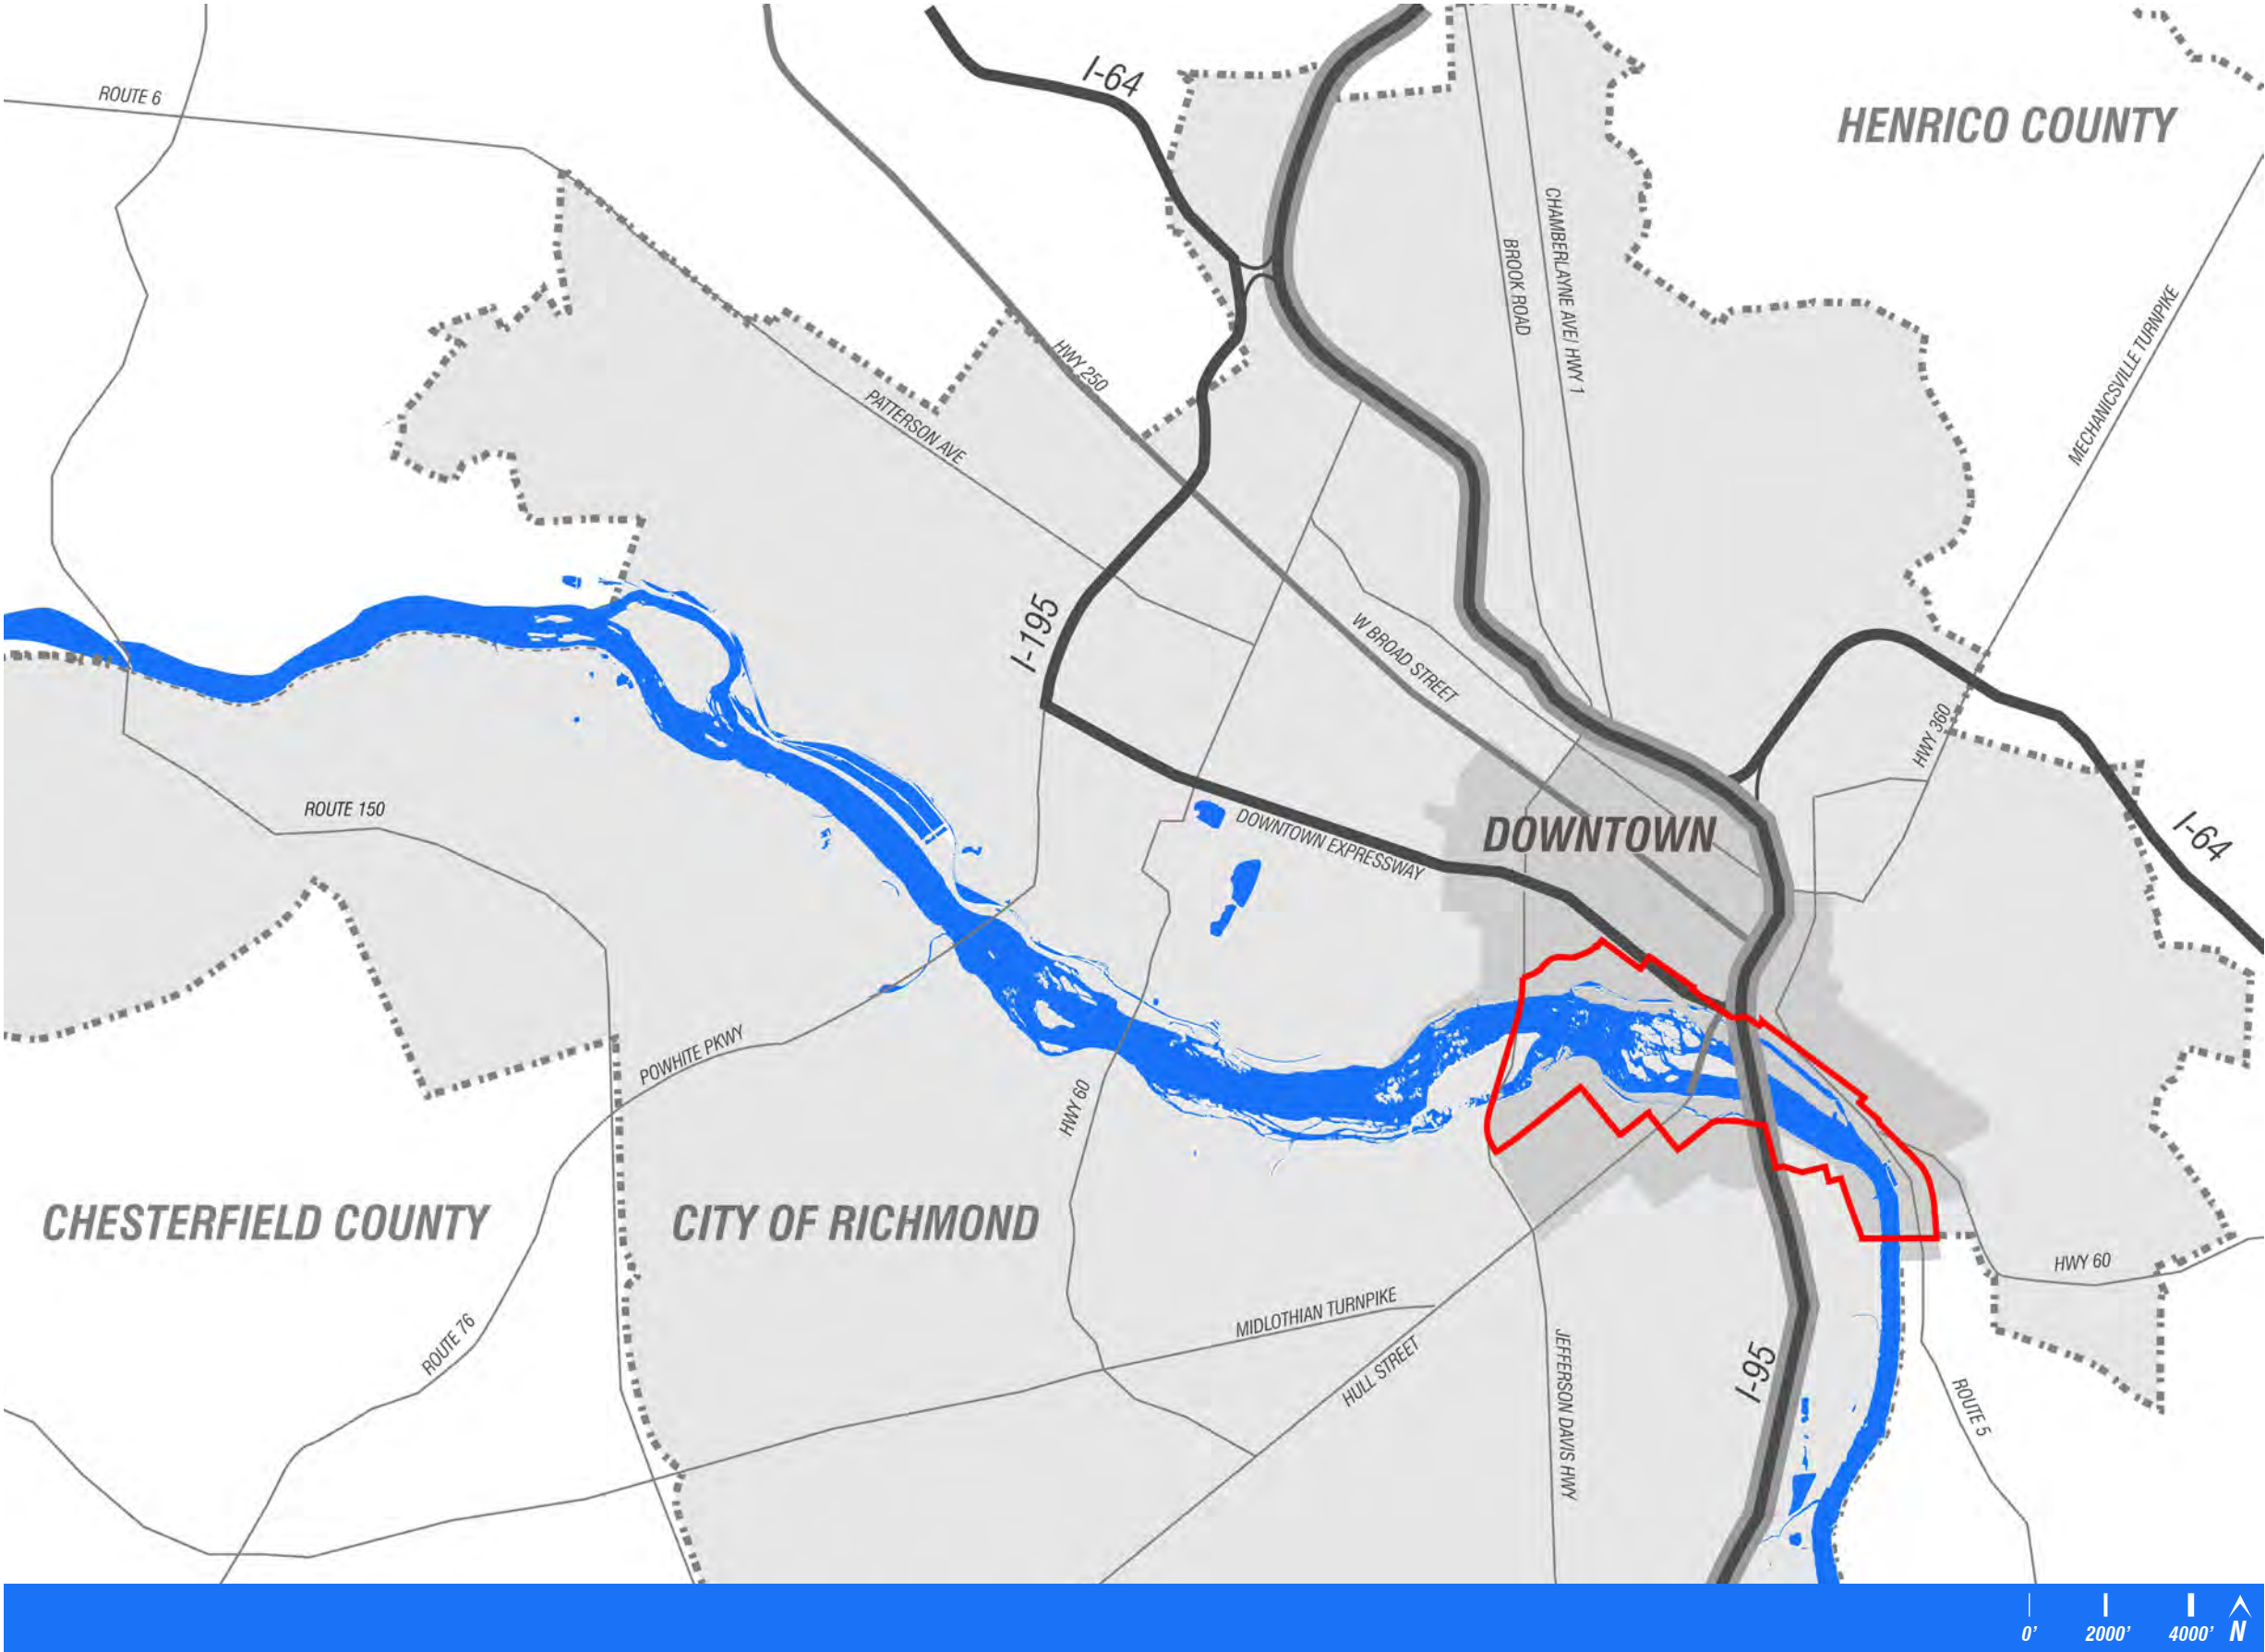 I-64
ROUTE 6
HENRICO COUNTY
CHAMBERLAYNE AVE/ HWY 1
BROOK ROAD
MECHANICSVILLE TURNPIKE
HWY 250
PATTERSON AVE
I-195
W BROAD STREET
HWY 360
ROUTE 150
DOWNTOWN EXPRESSWAY
DOWNTOWN
I-64
POWHITE PKWY
HWY 60
CHESTERFIELD COUNTY
CITY OF RICHMOND
HWY 60
MIDLOTHIAN TURNPIKE
ROUTE 76
HULL STREET
JEFFERSON DAVIS HWY
I-95
ROUTE 5
0' 2000' 4000' N